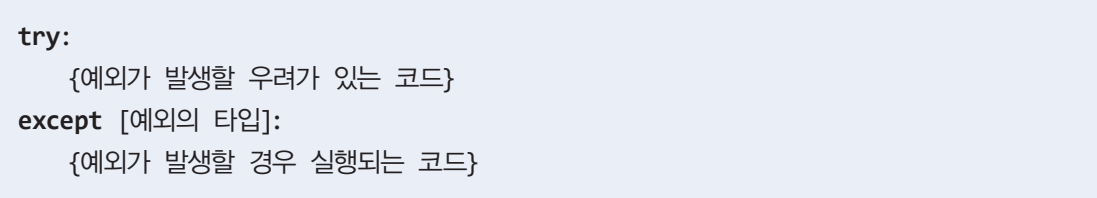 try:
{예외가 발생할 우려가 있는 코드}
except [예외의 타입]:
{예외가 발생할 경우 실행되는 코드}